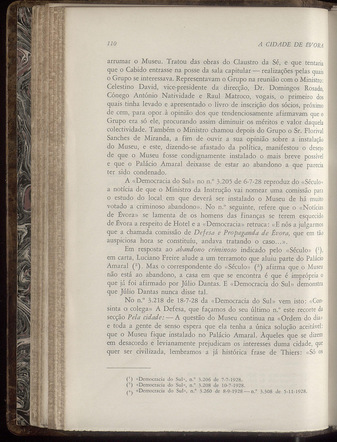 110 A CIDADE DE ÉVORA
arrumar o Museu. Tratou das obras do Claustro da Sé, e que tentaria
que o Cabido entrasse na posse da sala capitular — realizações pelas quais
o Grupo se interessava. Representavam o Grupo na reunião com o Ministro:
Celestino David, vice-presidente da direcção, Dr. Domingos Rosado,
Cónego António Natividade e Raul Matroco, vogais, o primeiro dos
quais tinha levado e apresentado o livro de inscrição dos sócios, próximo
de cem, para opor à opinião dos que tendenciosamente afirmavam que o
Grupo era só ele, procurando assim diminuir os méritos e valor daquela
colectividade. Também o Ministro chamou depois do Grupo o Sr. Florival
Sanches de Miranda, a fim de ouvir a sua opinião sobre a instalação
do Museu, e este, dizendo-se afastado da política, manifestou o desejo
de que o Museu fosse condignamente instalado o mais breve possível
e que o Palácio Amaral deixasse de estar ao abandono a que parecia
ter sido condenado.
A «Democracia do Sul» no n.º 3.205 de 6-7-28 reproduz do «Século»
a notícia de que o Ministro da Instrução vai nomear uma comissão para
o estudo do local em que deverá ser instalado o Museu de há muito
votado a criminoso abandono. No n.º seguinte, refere que o «Notícias
de Évora» se lamenta de os homens das finanças se terem esquecido
de Évora a respeito de Hotel e a «Democracia» retruca: «E nós a julgarmos
que a chamada comissão de Defesa e Propaganda de Évora, que em tão
auspiciosa hora se constituiu, andava tratando o caso...».
Em resposta ao abandono criminoso indicado pelo «Século» (¹),
em carta, Luciano Freire alude a um terramoto que aluiu parte do Palácio
Amaral (²). Mas o correspondente do «Século» (³) afirma que o Museu
não está ao abandono, a casa em que se encontra é que é imprópria e
que já foi afirmado por Júlio Dantas. E «Democracia do Sul» demonstra
que Júlio Dantas nunca disse tal.
No n.º 3.218 de 18-7-28 da «Democracia do Sul» vem isto: «Con-
sinta o colega» A Defesa, que façamos do seu último n.º este recorte da
secção Pela cidade: — A questão do Museu continua na «Ordem do dia»
e toda a gente de senso espera que ela tenha a única solução aceitável:
que o Museu fique instalado no Palácio Amaral. Àqueles que se dizem
em desacordo e levianamente prejudicam os interesses duma cidade, que
quer ser civilizada, lembramos a já histórica frase de Thiers: «Só os
(¹) «Democracia do Sul», n.º 3.206 de 7-7-1928.
(²) «Democracia do Sul», n.º 3.208 de 10-7-1928.
(³) «Democracia do Sul», n.º 3.260 de 8-9-1928 — n.º 3.308 de 3-11-1928.